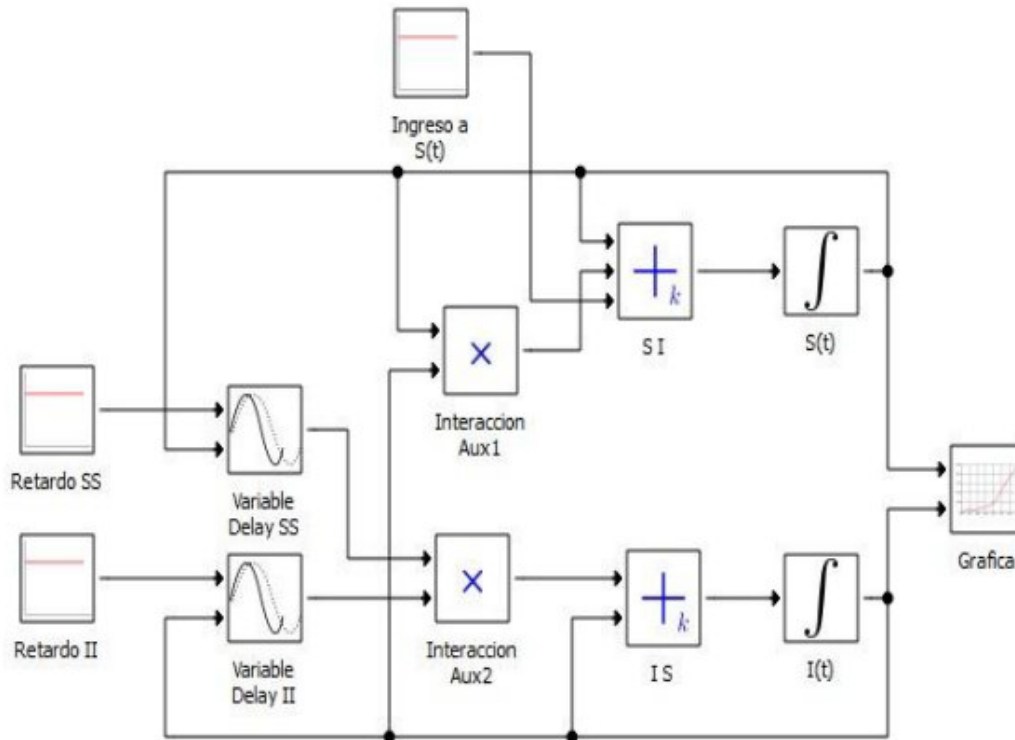 Ingreso a
S(t)
k
S I
S(t)
Interaccion
Aux1
Retardo SS
Variable
Delay SS
Grafica
k
Retardo II
Variable
Delay II
Interaccion
Aux2
I S
I(t)